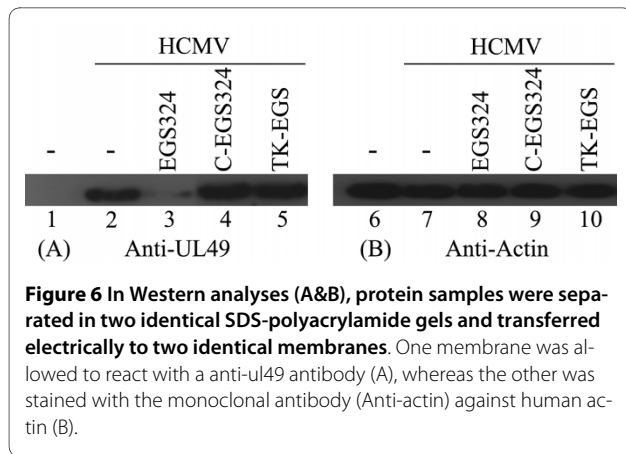 HCMV HCMV
- - EGS324 C-EGS324 TK-EGS - - EGS324 C-EGS324 TK-EGS
1 2 3 4 5 6 7 8 9 10
(A) Anti-UL49 (B) Anti-Actin
Figure 6 In Western analyses (A&B), protein samples were sepa-
rated in two identical SDS-polyacrylamide gels and transferred
electrically to two identical membranes. One membrane was al-
lowed to react with a anti-ul49 antibody (A), whereas the other was
stained with the monoclonal antibody (Anti-actin) against human ac-
tin (B).